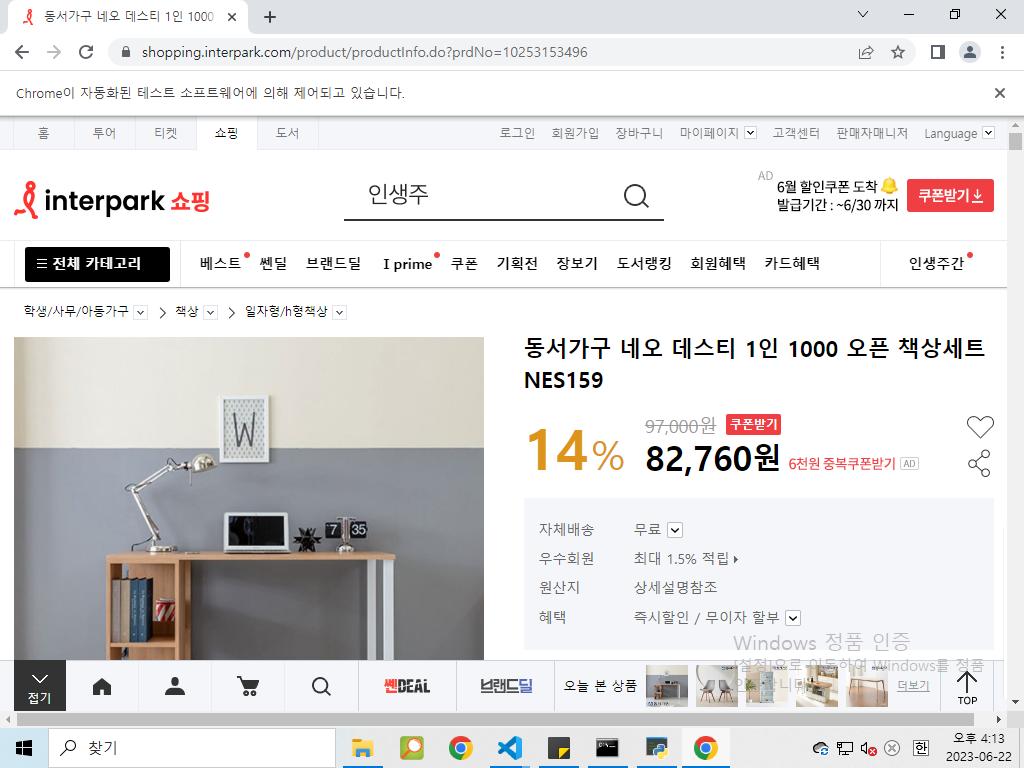 동서가구 네오 데스티 1인 1000
shopping.interpark.com/product/productInfo.do?prdNo=10253153496
Chrome이 자동화된 테스트 소프트웨어에 의해 제어되고 있습니다.
홈 투어 티켓 쇼핑 도서 로그인 회원가입 장바구니 마이페이지 고객센터 판매자매니저 Language
interpark 쇼핑 인생주
AD 6월 할인쿠폰 도착
발급기간 : ~6/30 까지
쿠폰받기
전체 카테고리 베스트 쎈딜 브랜드딜 I prime 쿠폰 기획전 장보기 도서랭킹 회원혜택 카드혜택 인생주간
학생/사무/아동가구 책상 일자형/h형책상
동서가구 네오 데스티 1인 1000 오픈 책상세트
NES159
W
7 35
14%
97,000원 쿠폰받기
82,760원 6천원 중복쿠폰받기 AD
자체배송 무료
우수회원 최대 1.5% 적립
원산지 상세설명참조
혜택 즉시할인 / 무이자 할부
Windows 정품 인증
[설정]으로 이동하여 Windows를 정품
접기 쎈DEAL 브랜드딜 오늘 본 상품 더보기 TOP
찾기
한
오후 4:13
2023-06-22